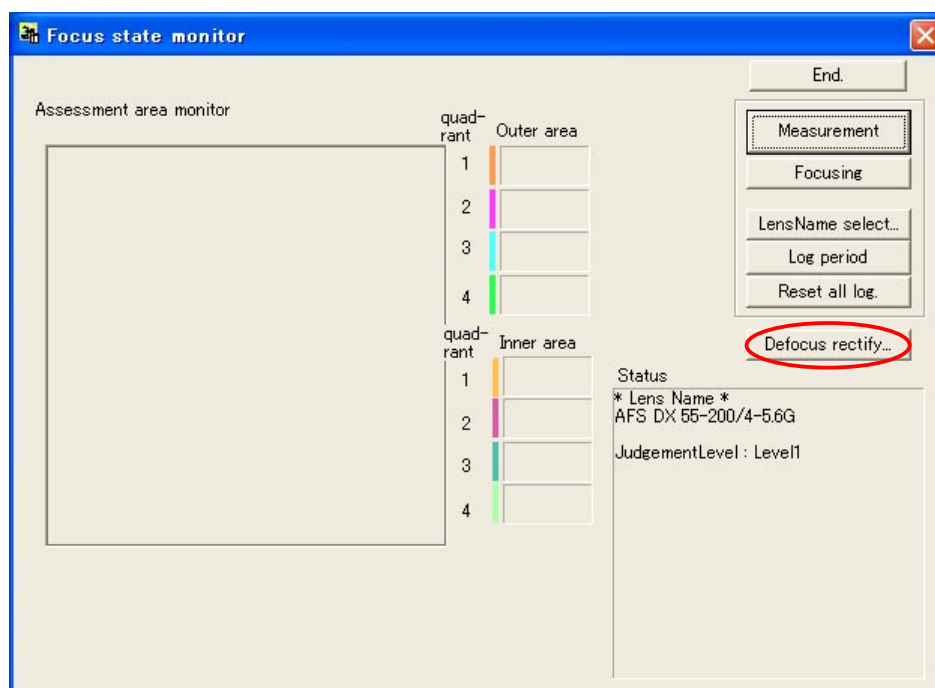 Focus state monitor
End.
Assessment area monitor
quad-
rant
Outer area
1
2
3
4
quad-
rant
Inner area
1
2
3
4
Measurement
Focusing
LensName select...
Log period
Reset all log.
Defocus rectify...
Status
* Lens Name *
AFS DX 55-200/4-5.6G
JudgementLevel : Level1